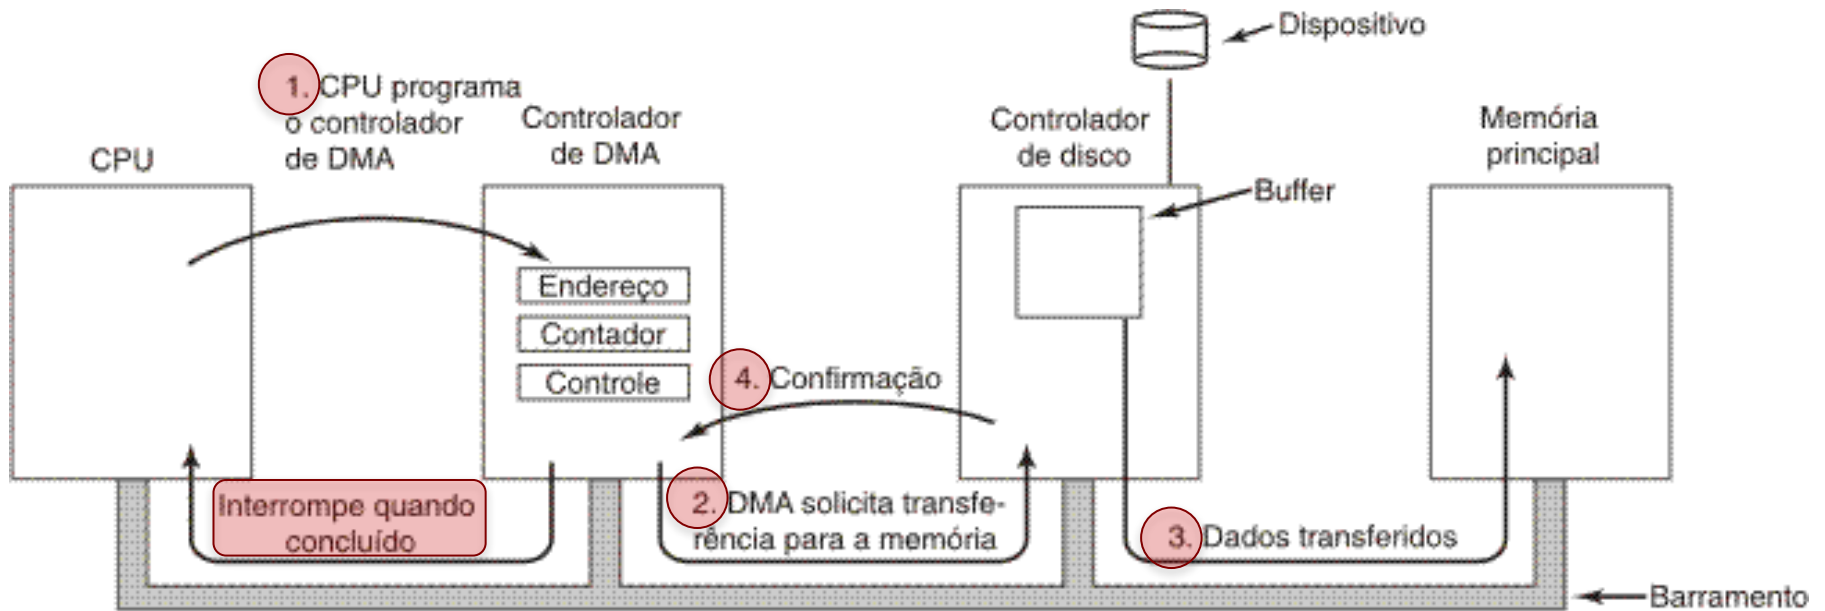 Dispositivo
1. CPU programa
o controlador
de DMA
CPU
Controlador
de DMA
Controlador
de disco
Memória
principal
Buffer
Endereço
Contador
Controle
4. Confirmação
Interrompe quando
concluído
2. DMA solicita transfe-
rência para a memória
3. Dados transferidos
Barramento